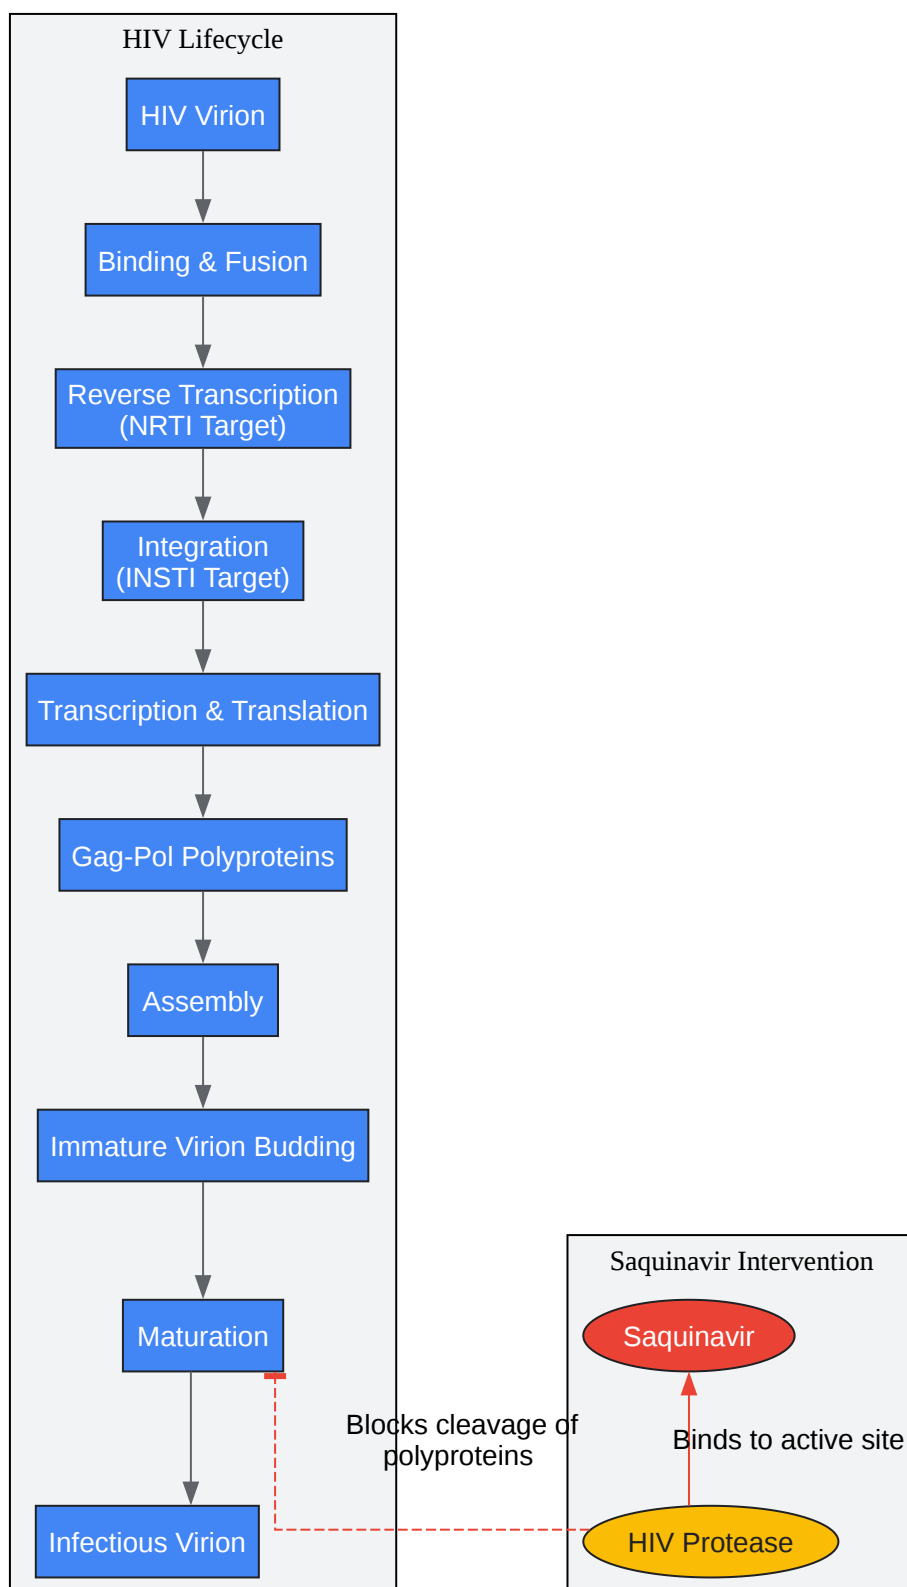 HIV Lifecycle
HIV Virion
Binding & Fusion
Reverse Transcription
(NRTI Target)
Integration
(INSTI Target)
Transcription & Translation
Gag-Pol Polyproteins
Assembly
Immature Virion Budding
Maturation
Infectious Virion
Blocks cleavage of
polyproteins
Saquinavir Intervention
Saquinavir
Binds to active site
HIV Protease